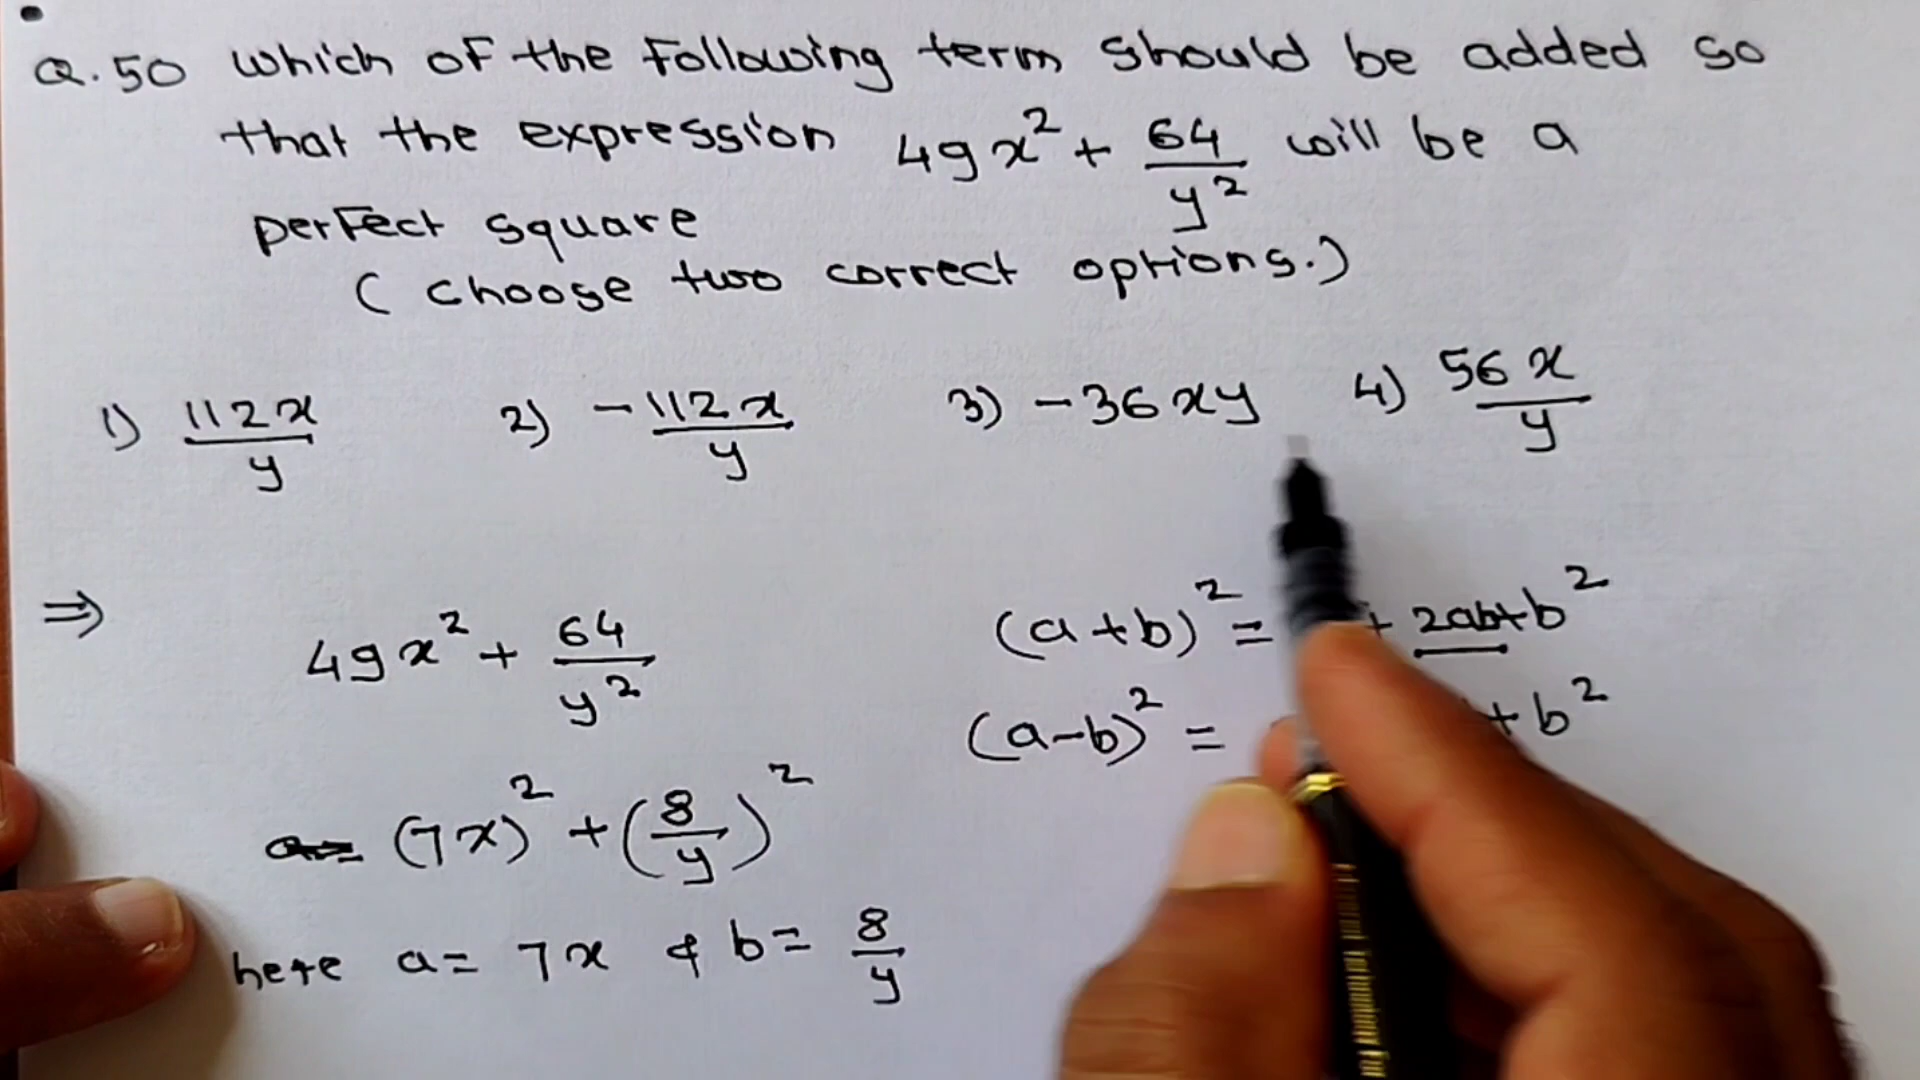 Q.50 which of the following term should be added so
that the expression 49x² + 64/y² will be a
perfect square
( choose two correct options.)
1) 112x/y 2) -112x/y 3) -36xy 4) 56x/y
⇒ 49x² + 64/y² (a+b)² = + 2ab+b²
(a-b)² = + b²
(7x)² + (8/y)²
here a = 7x & b = 8/y